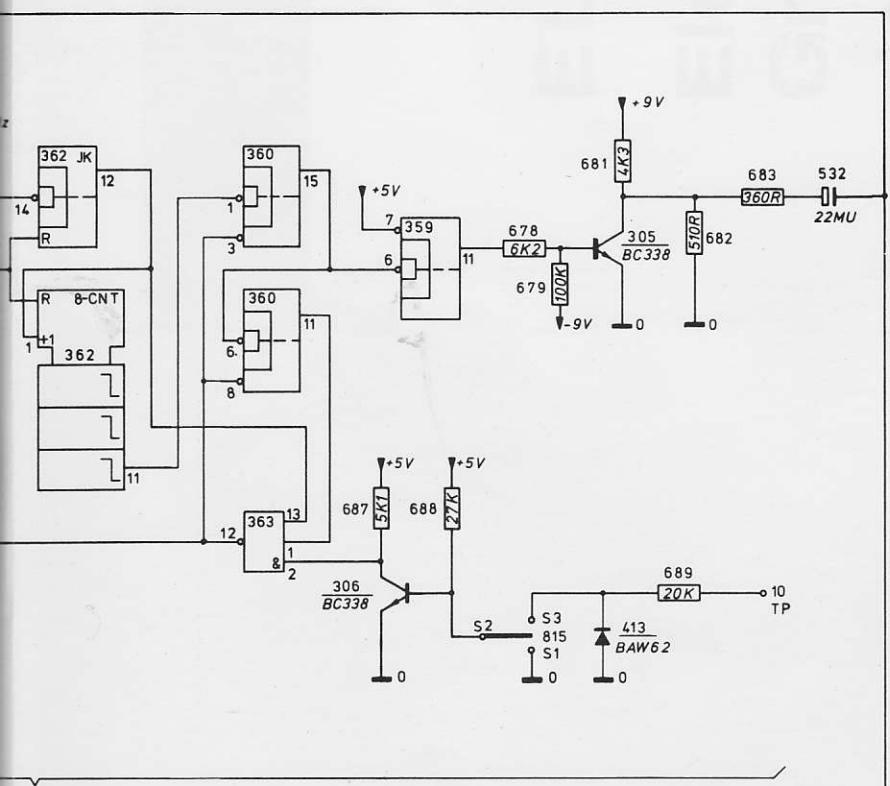 z
362 JK
12
14
R
R 8-CNT
+1
1
362
11
360
15
1
3
360
11
6.
8
+5V
7 359
6
11
678
6K2
679
100K
-9V
+9V
681
4K3
305
BC338
0
510R
682
0
683
360R
532
22MU
363
13
12
1
&
2
+5V
687
5K1
+5V
688
27K
306
BC338
0
S2
S3
815
S1
0
413
BAW62
0
689
20K
10
TP